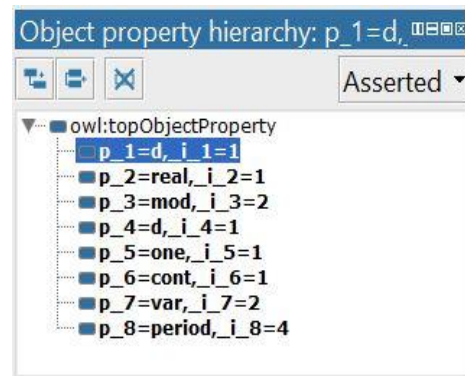 Object property hierarchy: p_1=d,_
Asserted
owl:topObjectProperty
p_1=d,_i_1=1
p_2=real,_i_2=1
p_3=mod,_i_3=2
p_4=d,_i_4=1
p_5=one,_i_5=1
p_6=cont,_i_6=1
p_7=var,_i_7=2
p_8=period,_i_8=4